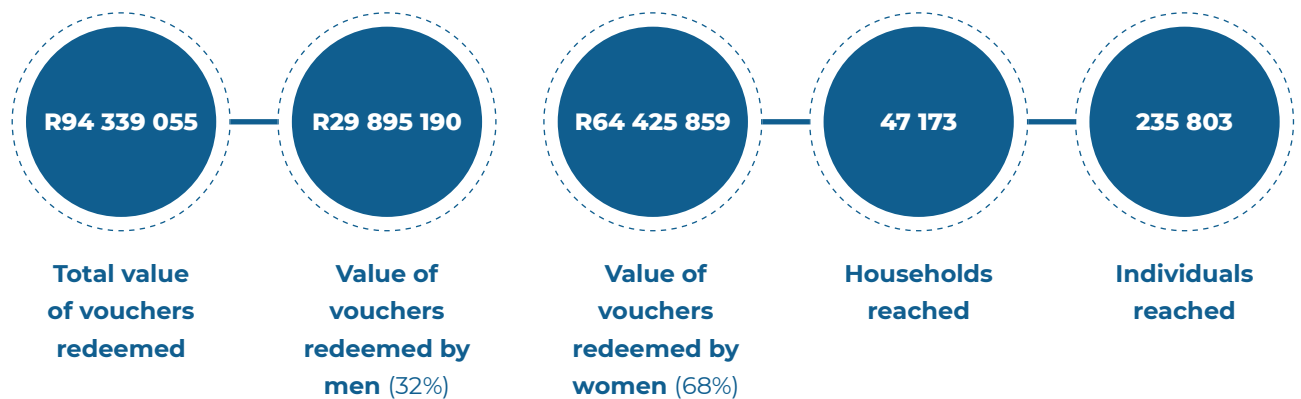 R94 339 055
R29 895 190
R64 425 859
47 173
235 803
Total value
of vouchers
redeemed
Value of
vouchers
redeemed by
men (32%)
Value of
vouchers
redeemed by
women (68%)
Households
reached
Individuals
reached